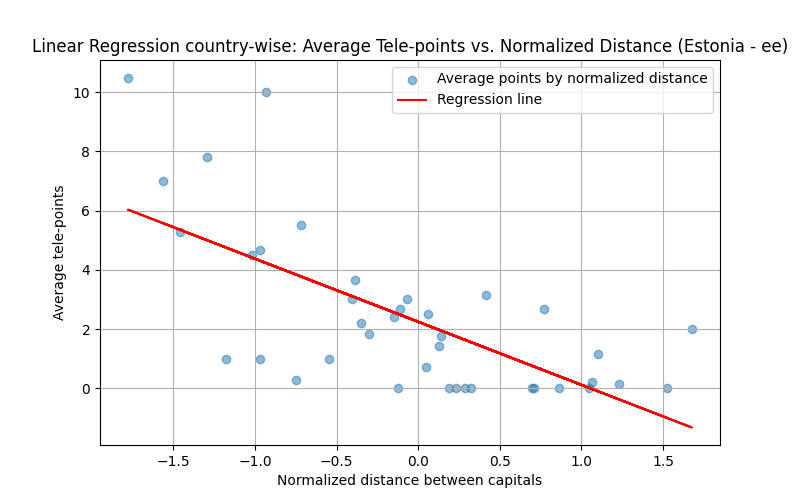 Linear Regression country-wise: Average Tele-points vs. Normalized Distance (Estonia - ee)
Average points by normalized distance
Regression line
10
8
6
4
2
0
Average tele-points
−1.5 −1.0 −0.5 0.0 0.5 1.0 1.5
Normalized distance between capitals